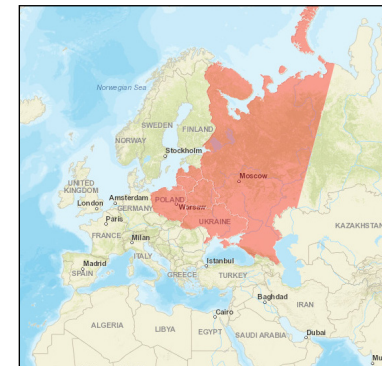 Norwegian Sea
SWEDEN
FINLAND
NORWAY
Stockholm
Moscow
UNITED
KINGDOM
Amsterdam
London
GERMANY
POLAND
Warsaw
Paris
UKRAINE
FRANCE
Milan
KAZAKHSTAN
ITALY
Istanbul
Madrid
SPAIN
GREECE
TURKEY
Baghdad
IRAN
Cairo
ALGERIA
LIBYA
EGYPT
SAUDI ARABIA
Dubai
Mu